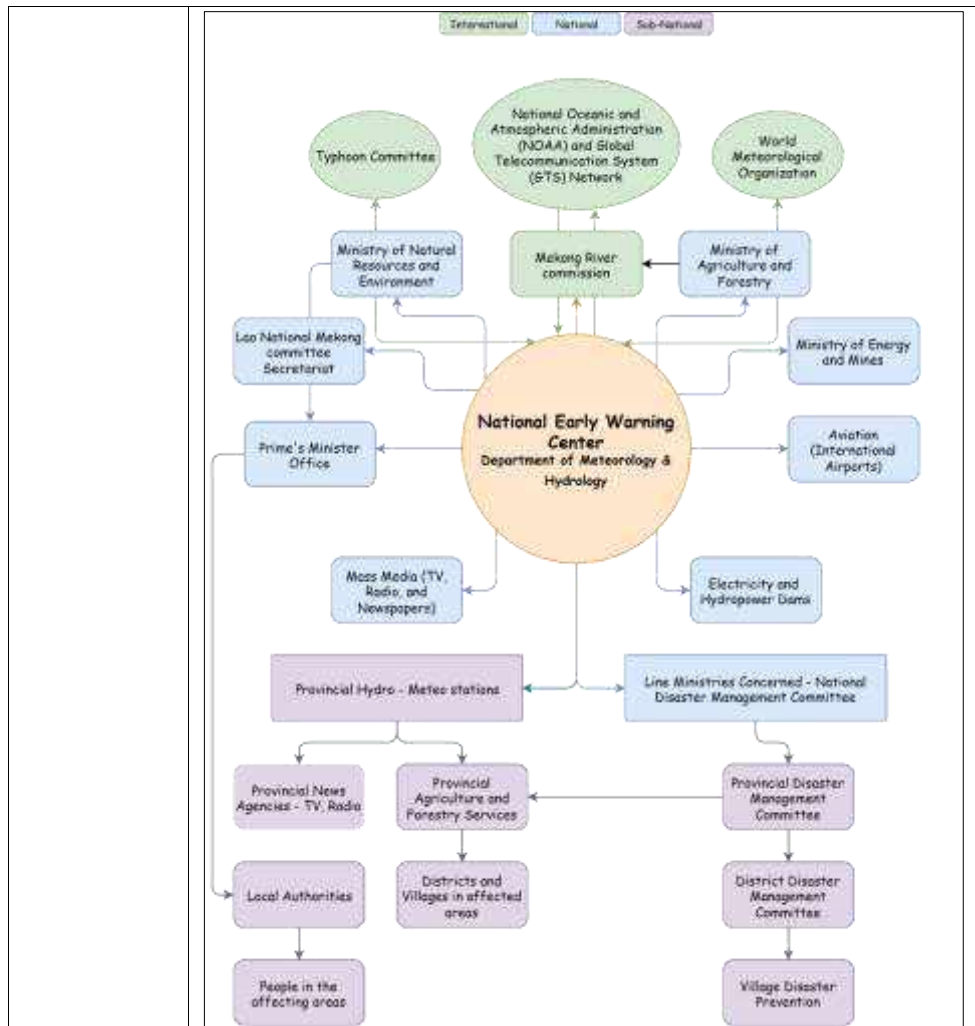 International
National
Sub-National
National Oceanic and
Atmospheric Administration
(NOAA) and Global
Telecommunication System
(GTS) Network
Typhoon Committee
World
Meteorological
Organization
Ministry of Natural
Resources and
Environment
Mekong River
commission
Ministry of
Agriculture and
Forestry
Lao National Mekong
committee
Secretariat
Ministry of Energy
and Mines
National Early Warning
Center
Department of Meteorology &
Hydrology
Prime's Minister
Office
Aviation
(International
Airports)
Mass Media (TV,
Radio, and
Newspapers)
Electricity and
Hydropower Dams
Provincial Hydro - Meteo stations
Line Ministries Concerned - National
Disaster Management Committee
Provincial News
Agencies - TV, Radio
Provincial
Agriculture and
Forestry Services
Provincial Disaster
Management
Committee
Local Authorities
Districts and
Villages in affected
areas
District Disaster
Management
Committee
People in the
affecting areas
Village Disaster
Prevention